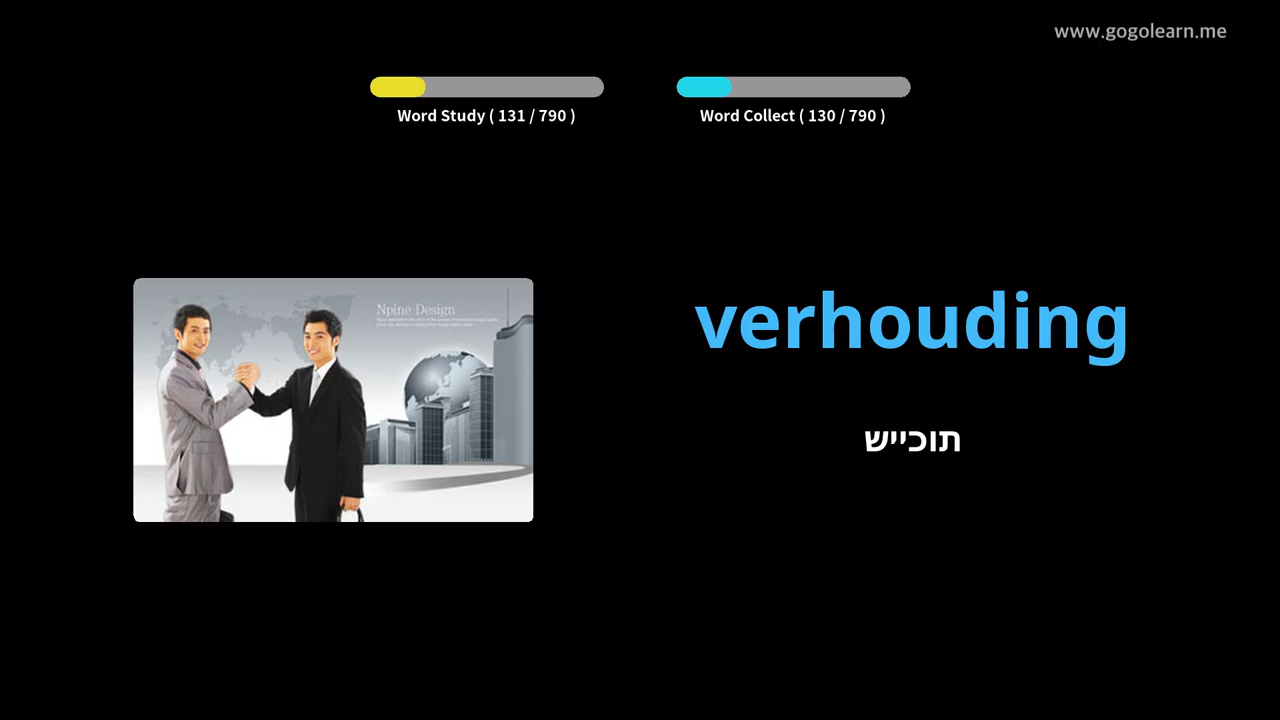 www.gogolearn.me
Word Study ( 131 / 790 )
Word Collect ( 130 / 790 )
Npine Design
verhouding
תוכייש